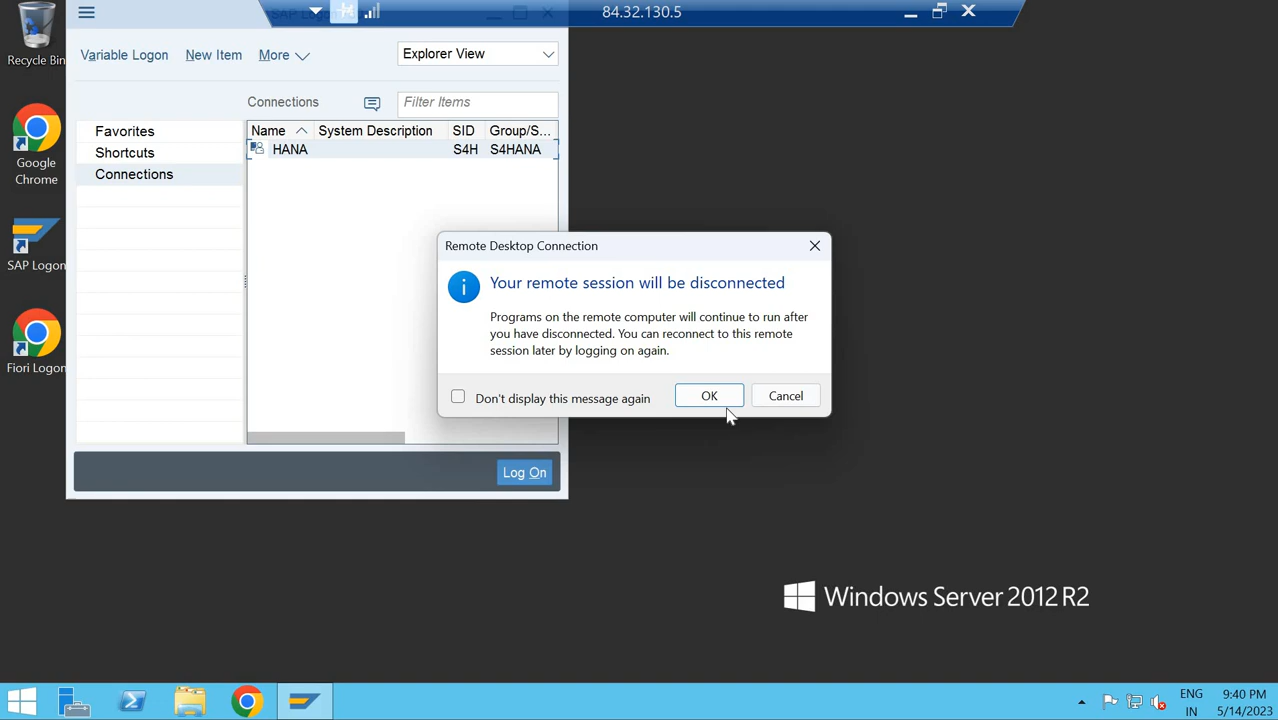 84.32.130.5
Recycle Bin
Variable Logon New Item More
Explorer View
Connections
Filter Items
Favorites
Shortcuts
Connections
Name System Description SID Group/S...
HANA S4H S4HANA
Google
Chrome
SAP Logon
Fiori Logon
Remote Desktop Connection
Your remote session will be disconnected
Programs on the remote computer will continue to run after
you have disconnected. You can reconnect to this remote
session later by logging on again.
Don't display this message again
OK
Cancel
Log On
Windows Server 2012 R2
ENG
IN
9:40 PM
5/14/2023